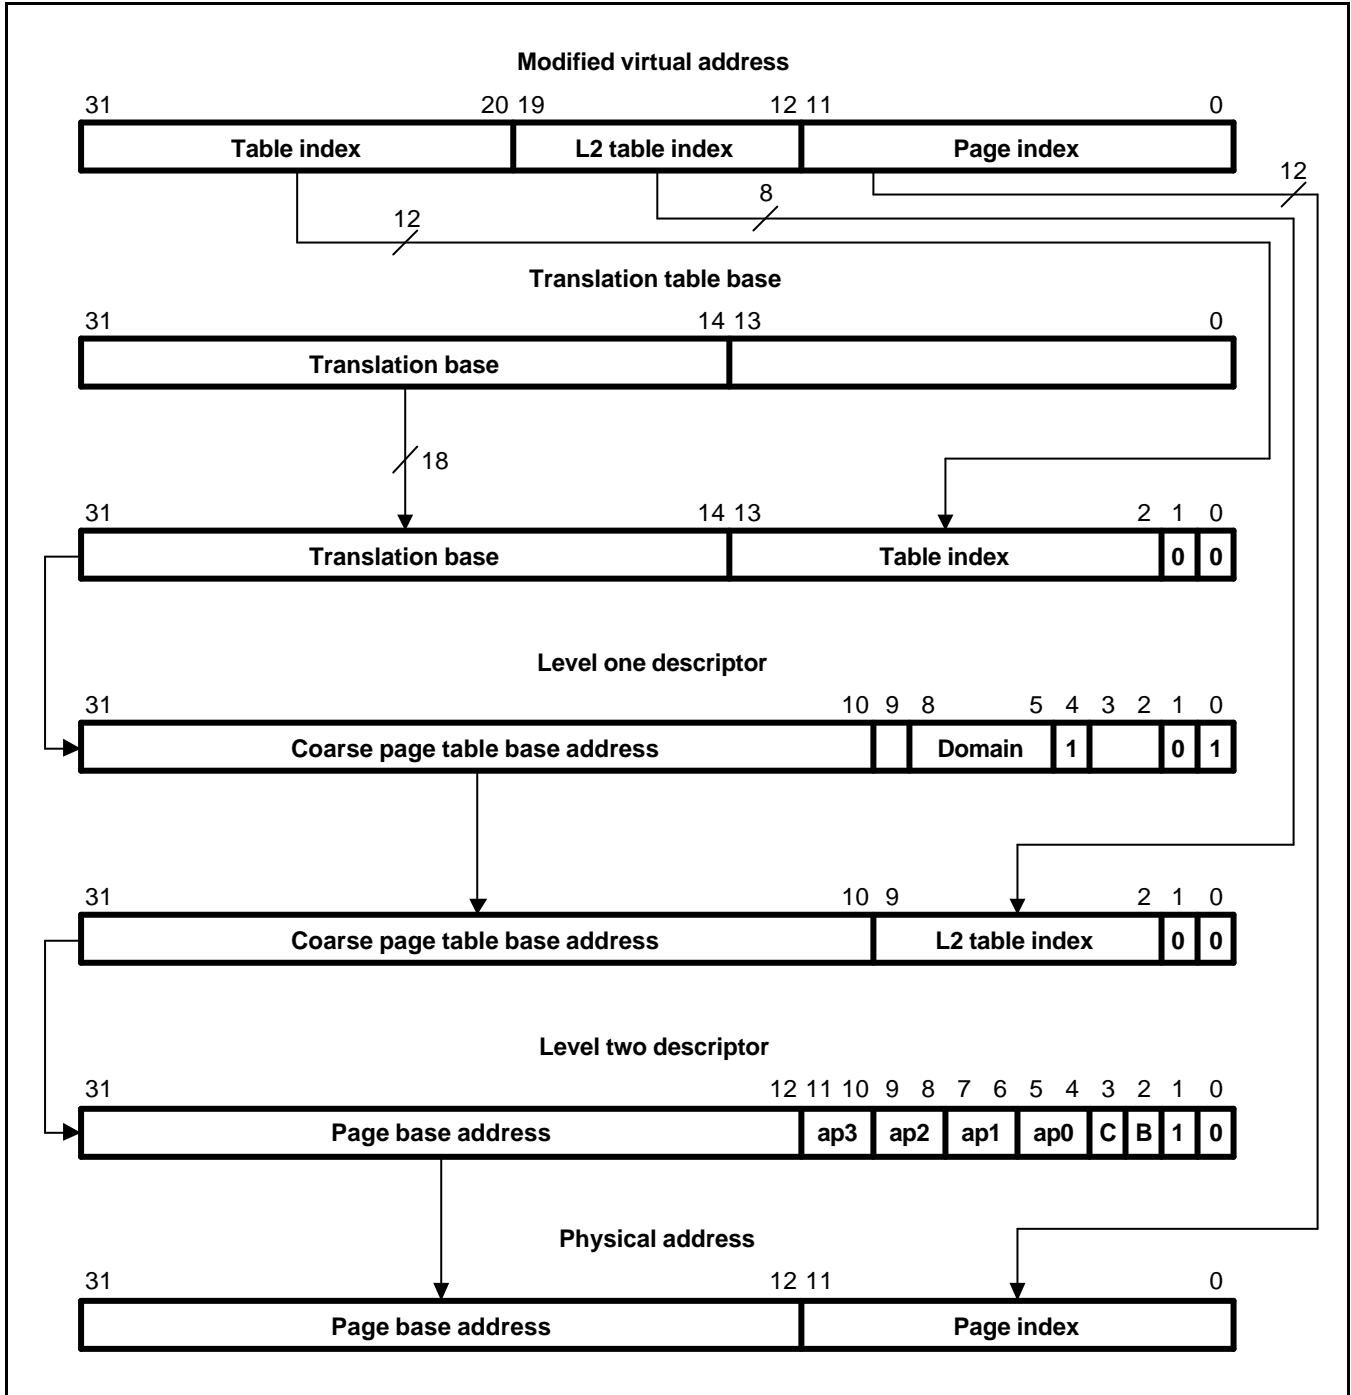 Modified virtual address
31 20 19 12 11 0
Table index L2 table index Page index
12
8
12
Translation table base
31 14 13 0
Translation base
18
31 14 13 2 1 0
Translation base Table index 0 0
Level one descriptor
31 10 9 8 5 4 3 2 1 0
Coarse page table base address Domain 1 0 1
31 10 9 2 1 0
Coarse page table base address L2 table index 0 0
Level two descriptor
31 12 11 10 9 8 7 6 5 4 3 2 1 0
Page base address ap3 ap2 ap1 ap0 C B 1 0
Physical address
31 12 11 0
Page base address Page index